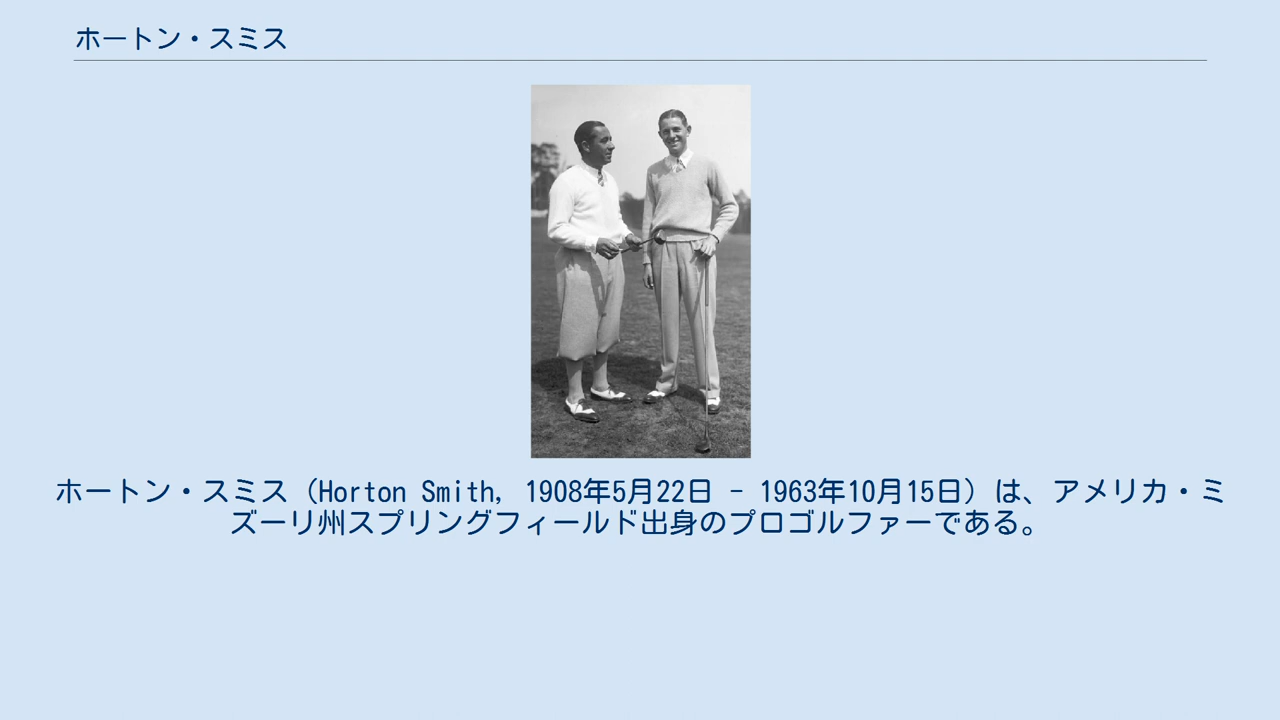 ホートン・スミス
ホートン・スミス（Horton Smith, 1908年5月22日 - 1963年10月15日）は、アメリカ・ミ
ズーリ州スプリングフィールド出身のプロゴルファーである。